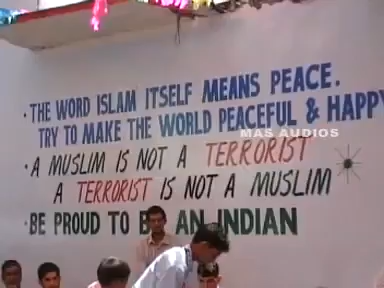 · THE WORD ISLAM ITSELF MEANS PEACE.
TRY TO MAKE THE WORLD PEACEFUL & HAPPY
MAS AUDIOS
· A MUSLIM IS NOT A TERRORIST
A TERRORIST IS NOT A MUSLIM
· BE PROUD TO BE AN INDIAN